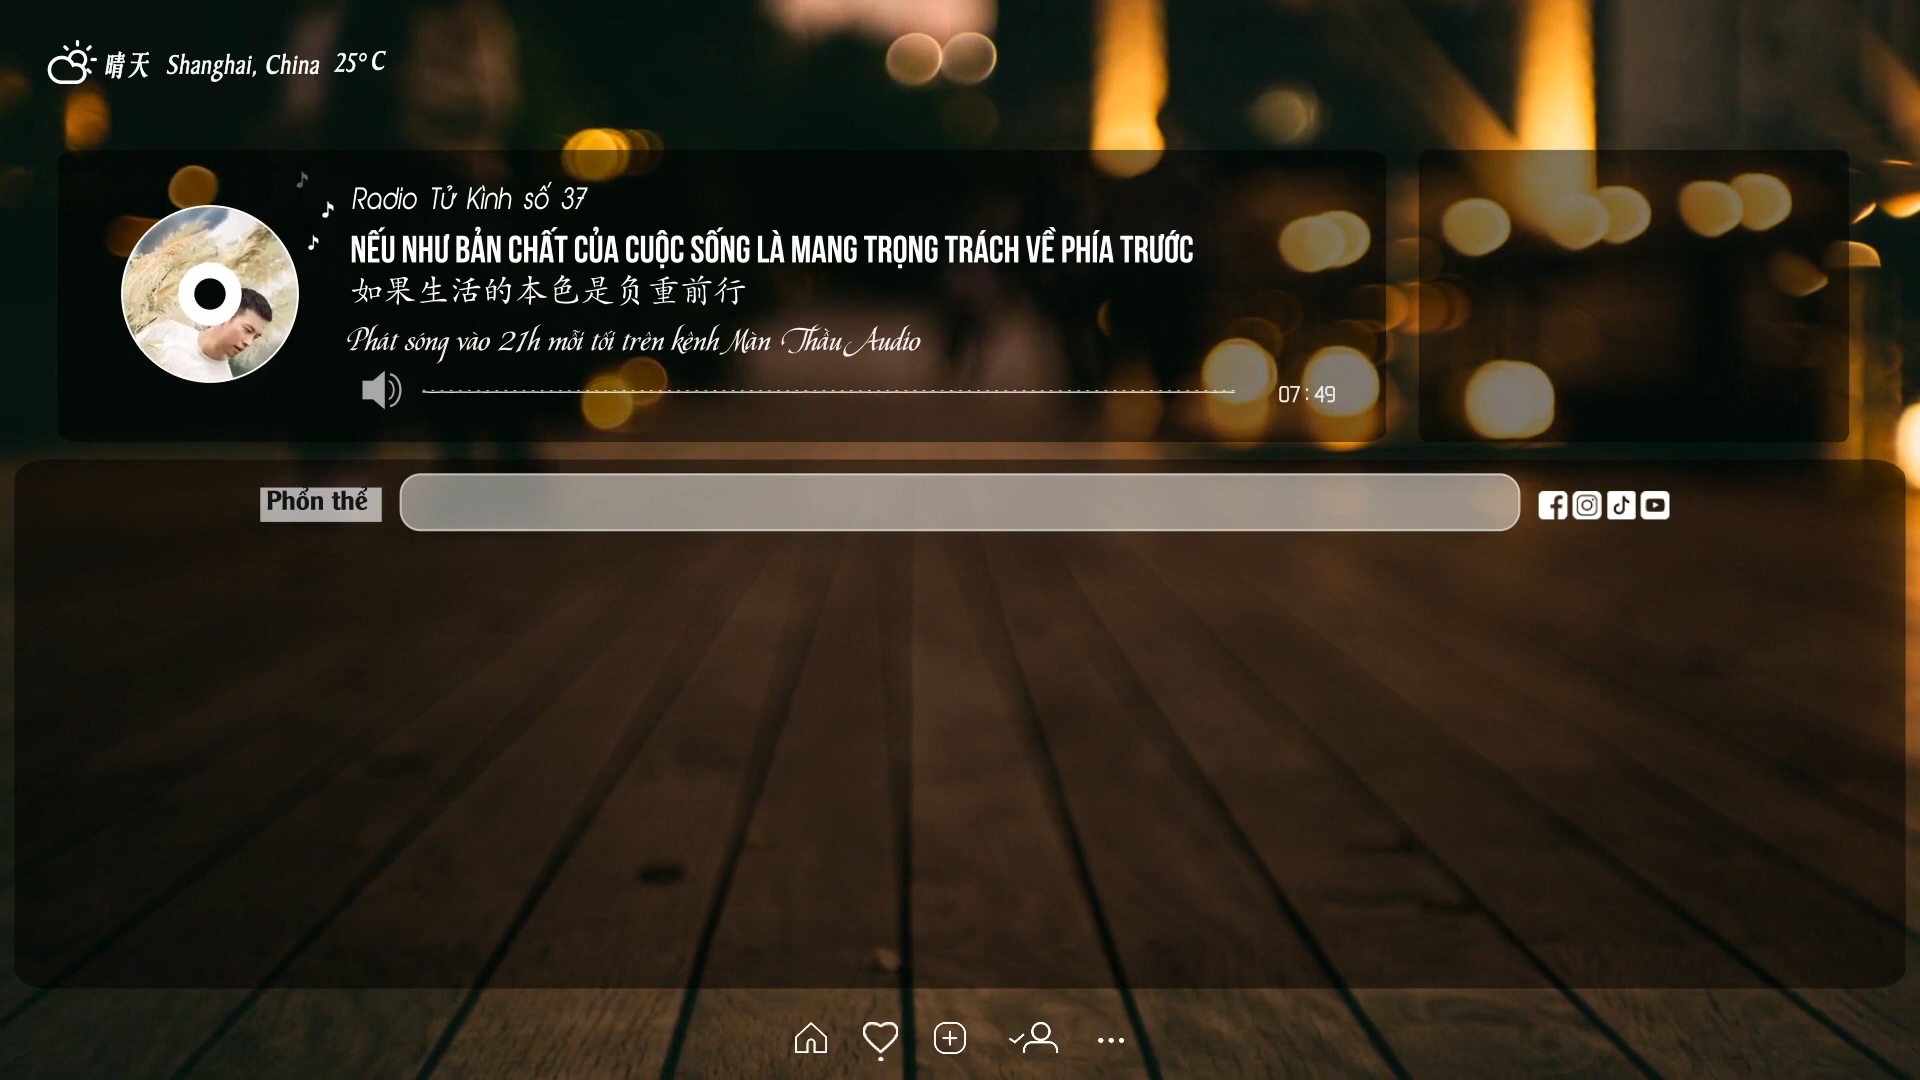 晴天 Shanghai, China 25° C
Radio Tử Kinh số 37
NẾU NHƯ BẢN CHẤT CỦA CUỘC SỐNG LÀ MANG TRỌNG TRÁCH VỀ PHÍA TRƯỚC
如果生活的本色是负重前行
Phát sóng vào 21h mỗi tối trên kênh Màn Thầu Audio
07:49
Phồn thể